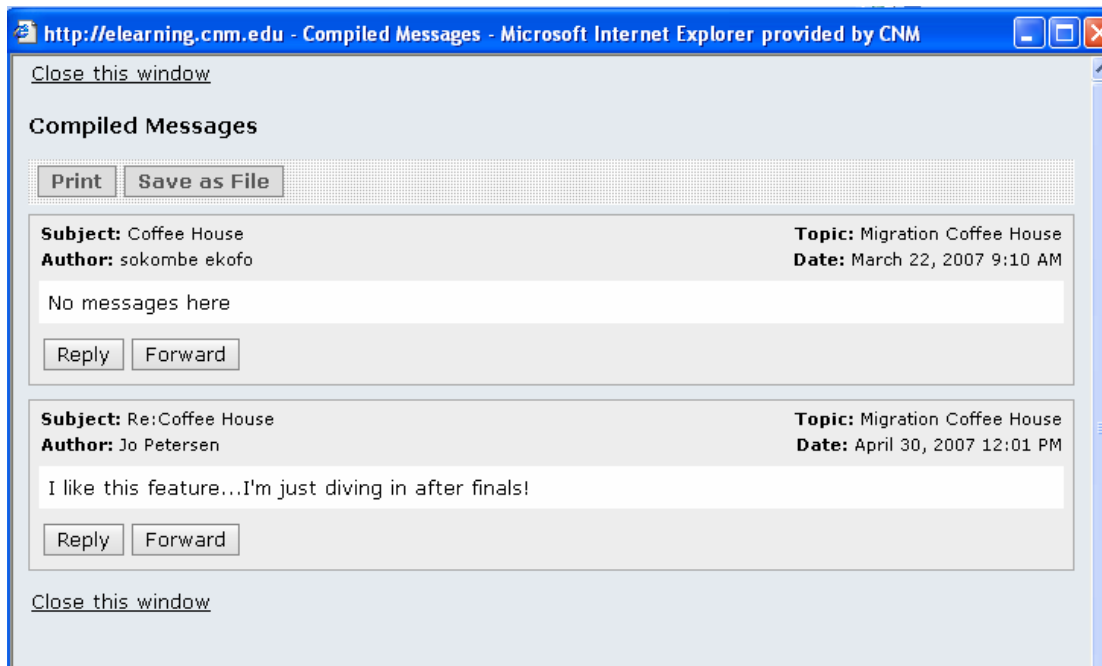 http://elearning.cnm.edu - Compiled Messages - Microsoft Internet Explorer provided by CNM
Close this window
Compiled Messages
Print Save as File
Subject: Coffee House Topic: Migration Coffee House
Author: sokombe ekofo Date: March 22, 2007 9:10 AM
No messages here
Reply Forward
Subject: Re:Coffee House Topic: Migration Coffee House
Author: Jo Petersen Date: April 30, 2007 12:01 PM
I like this feature...I'm just diving in after finals!
Reply Forward
Close this window